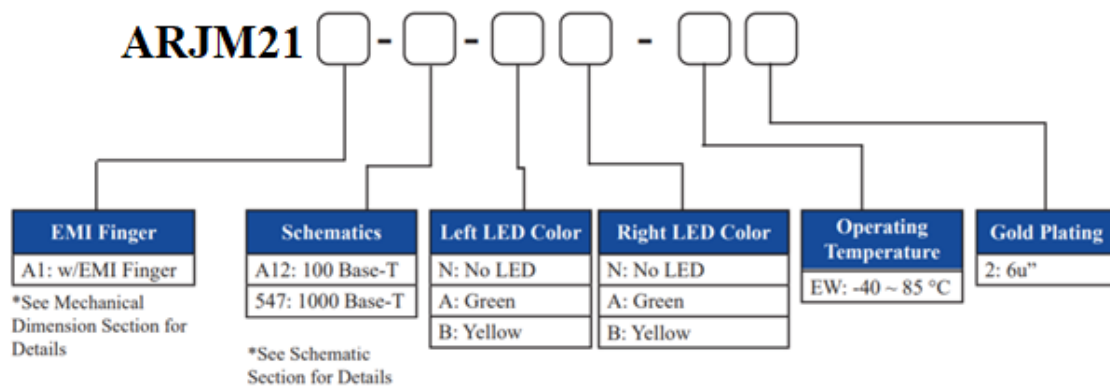 ARJM21 - - -
EMI Finger
A1: w/EMI Finger
*See Mechanical
Dimension Section for
Details
Schematics
A12: 100 Base-T
547: 1000 Base-T
*See Schematic
Section for Details
Left LED Color
N: No LED
A: Green
B: Yellow
Right LED Color
N: No LED
A: Green
B: Yellow
Operating
Temperature
EW: -40 ~ 85 °C
Gold Plating
2: 6u”